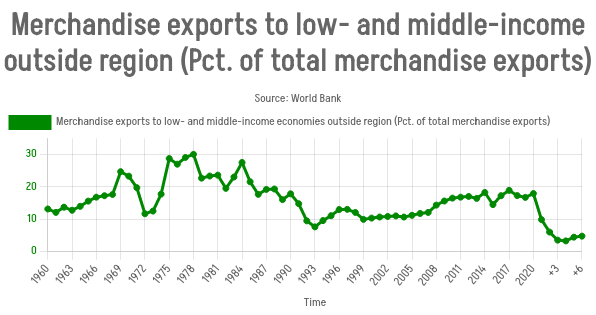 Merchandise exports to low- and middle-income
outside region (Pct. of total merchandise exports)
Source: World Bank
Merchandise exports to low- and middle-income economies outside region (Pct. of total merchandise exports)
30
20
10
0
1960 1963 1966 1969 1972 1975 1978 1981 1984 1987 1990 1993 1996 1999 2002 2005 2008 2011 2014 2017 2020 +3 +6
Time